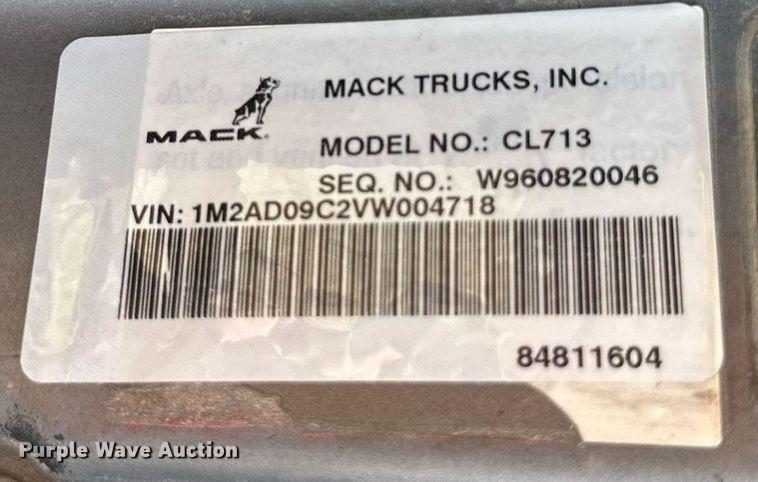 MACK TRUCKS, INC.
MACK®
MODEL NO.: CL713
SEQ. NO.: W960820046
VIN: 1M2AD09C2VW004718
84811604
Purple Wave Auction